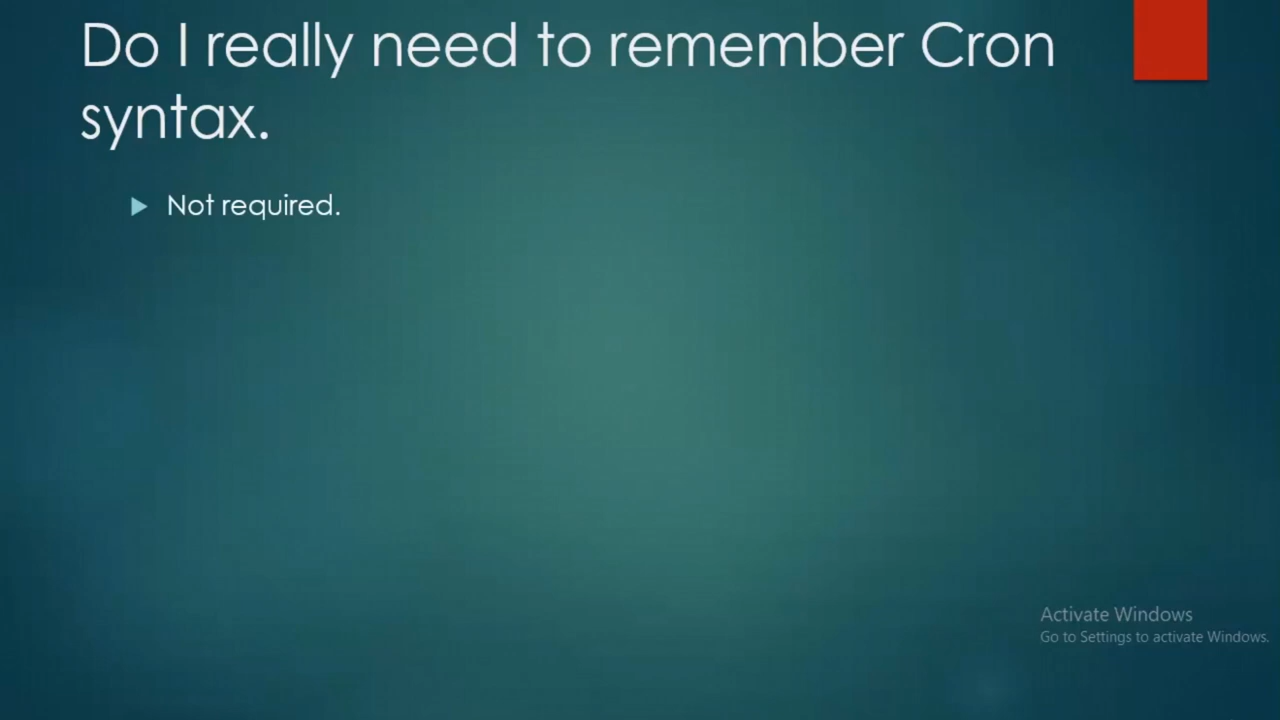 Do I really need to remember Cron
syntax.
Not required.
Activate Windows
Go to Settings to activate Windows.